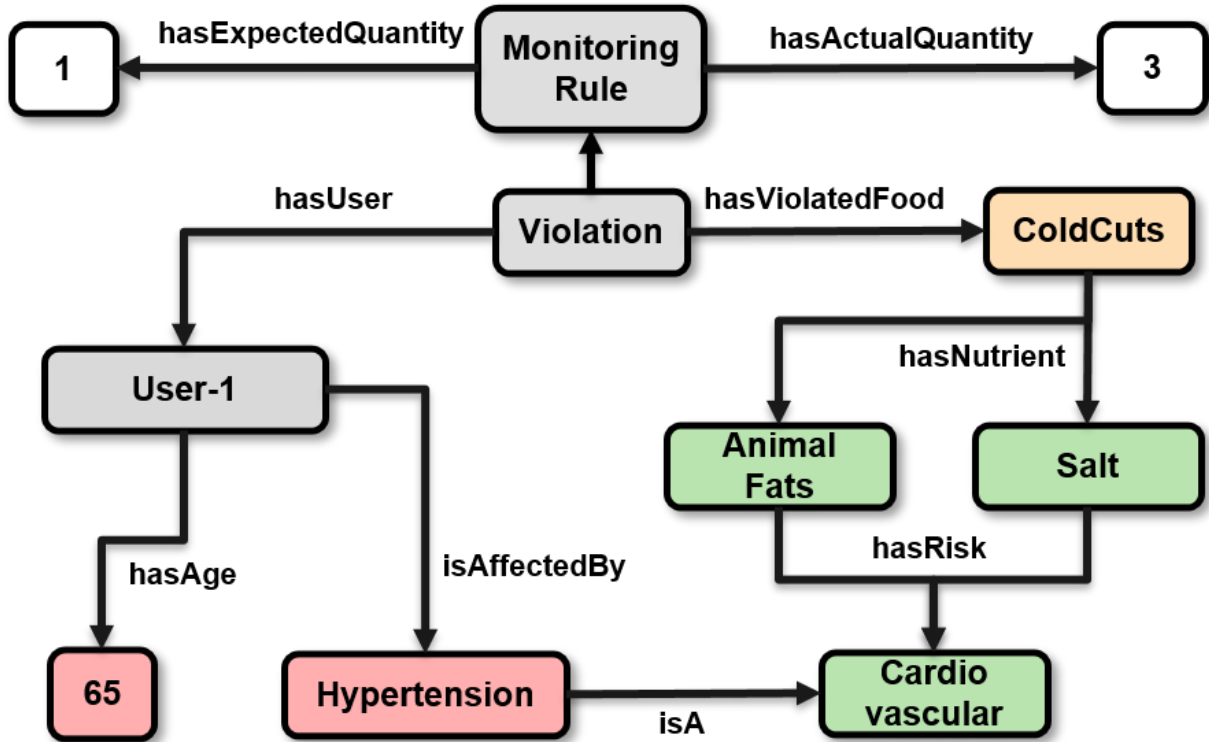 hasExpectedQuantity
Monitoring
Rule
hasActualQuantity
1
3
hasUser
Violation
hasViolatedFood
ColdCuts
User-1
hasNutrient
Animal
Fats
Salt
hasAge
isAffectedBy
hasRisk
65
Hypertension
isA
Cardio
vascular